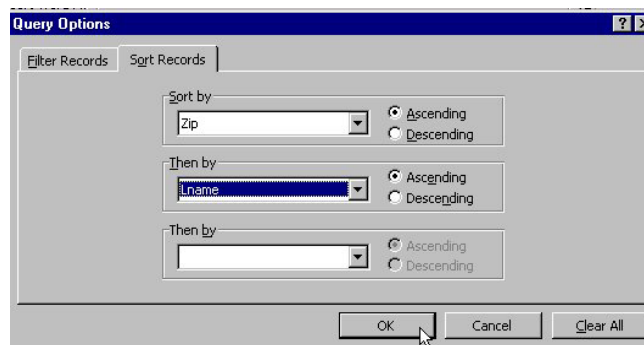 Query Options
Filter Records
Sort Records
Sort by
Zip
Ascending
Descending
Then by
Lname
Ascending
Descending
Then by
Ascending
Descending
OK
Cancel
Clear All